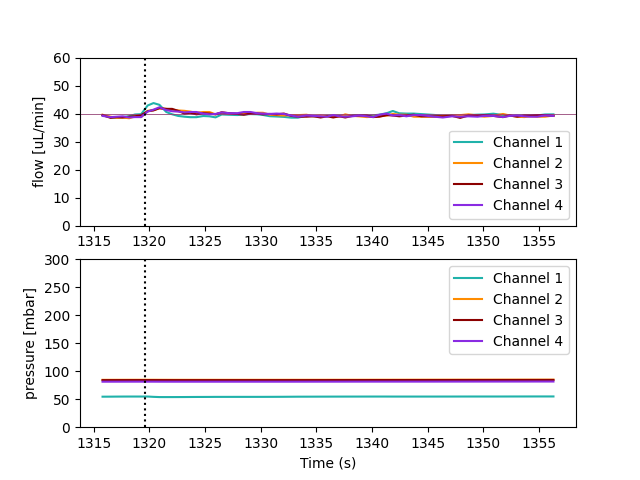 60
50
40
30
20
10
0
flow [uL/min]
Channel 1
Channel 2
Channel 3
Channel 4
1315 1320 1325 1330 1335 1340 1345 1350 1355
300
250
200
150
100
50
0
pressure [mbar]
Channel 1
Channel 2
Channel 3
Channel 4
1315 1320 1325 1330 1335 1340 1345 1350 1355
Time (s)